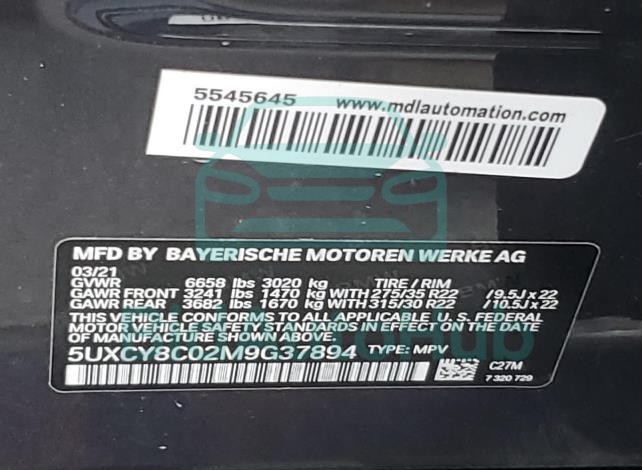 5545645 www.mdlautomation.com
MFD BY BAYERISCHE MOTOREN WERKE AG
03/21
GVWR 6658 lbs 3020 kg TIRE / RIM
GAWR FRONT 3241 lbs 1470 kg WITH 275/35 R22 /9.5J x 22
GAWR REAR 3682 lbs 1670 kg WITH 315/30 R22 /10.5J x 22
THIS VEHICLE CONFORMS TO ALL APPLICABLE U. S. FEDERAL
MOTOR VEHICLE SAFETY STANDARDS IN EFFECT ON THE DATE
OF MANUFACTURE SHOWN ABOVE.
5UXCY8C02M9G37894 TYPE: MPV
C27M
7 320 729